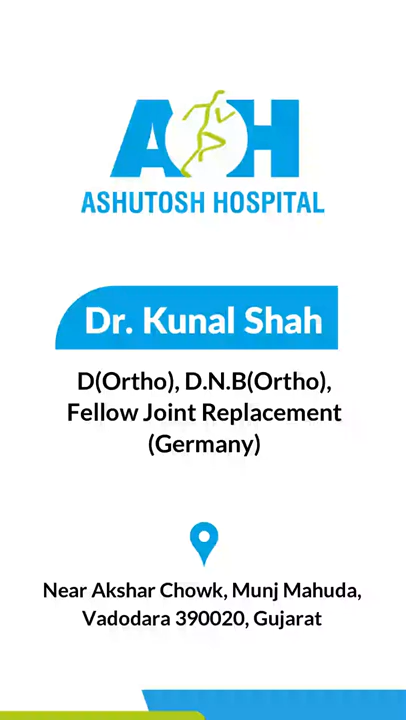 ASH
ASHUTOSH HOSPITAL
Dr. Kunal Shah
D(Ortho), D.N.B(Ortho),
Fellow Joint Replacement
(Germany)
Near Akshar Chowk, Munj Mahuda,
Vadodara 390020, Gujarat